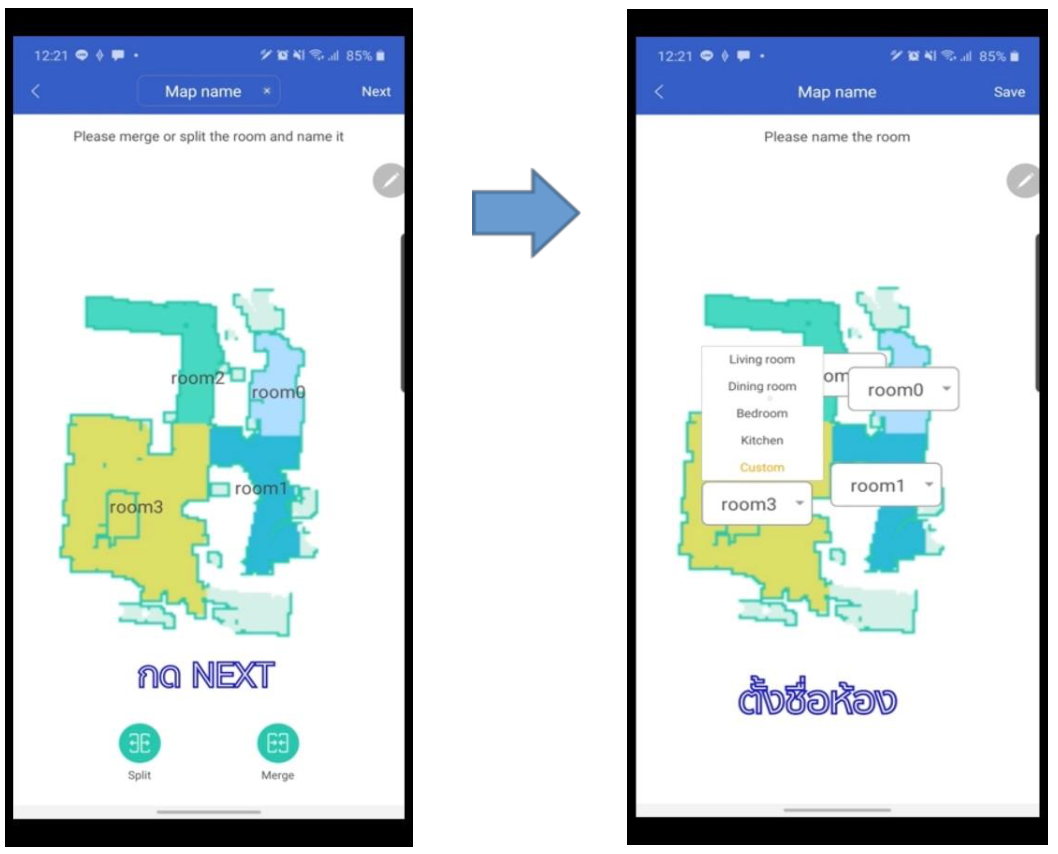 12:21 85%
Map name × Next
Please merge or split the room and name it
room2
room0
room1
room3
กด NEXT
Split Merge
12:21 85%
Map name Save
Please name the room
Living room
Dining room
Bedroom
Kitchen
Custom
om
room0
room1
room3
ตั้งชื่อห้อง